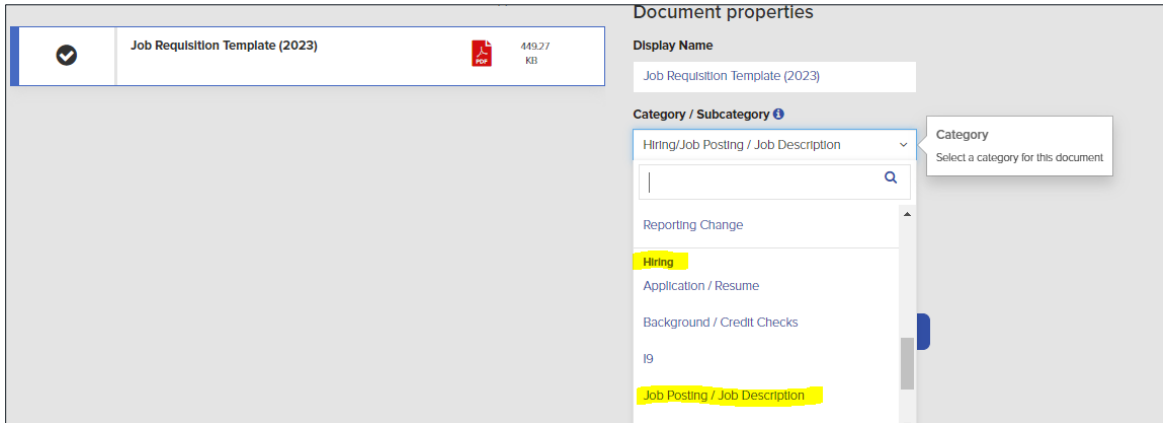 Document properties
Job Requisition Template (2023)
PDF
449.27
KB
Display Name
Job Requisition Template (2023)
Category / Subcategory
Hiring/Job Posting / Job Description
Category
Select a category for this document
Reporting Change
Hiring
Application / Resume
Background / Credit Checks
I9
Job Posting / Job Description